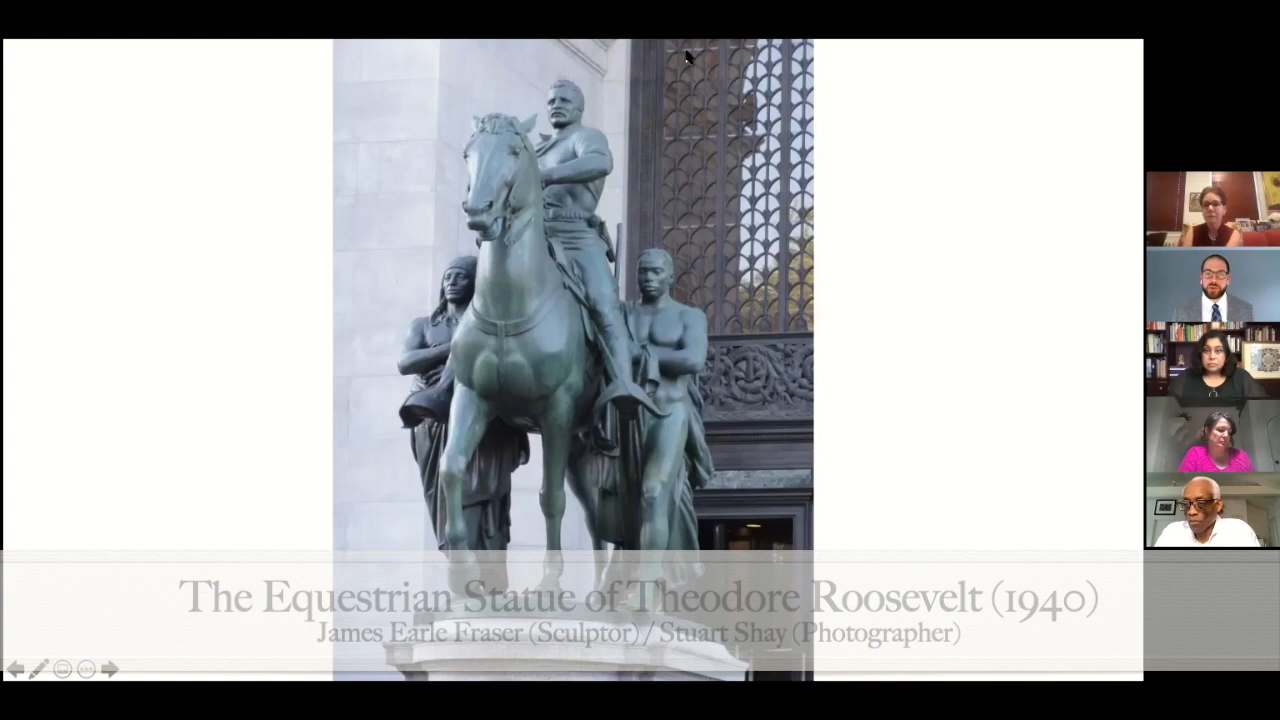 The Equestrian Statue of Theodore Roosevelt (1940)
James Earle Fraser (Sculptor) / Stuart Shay (Photographer)